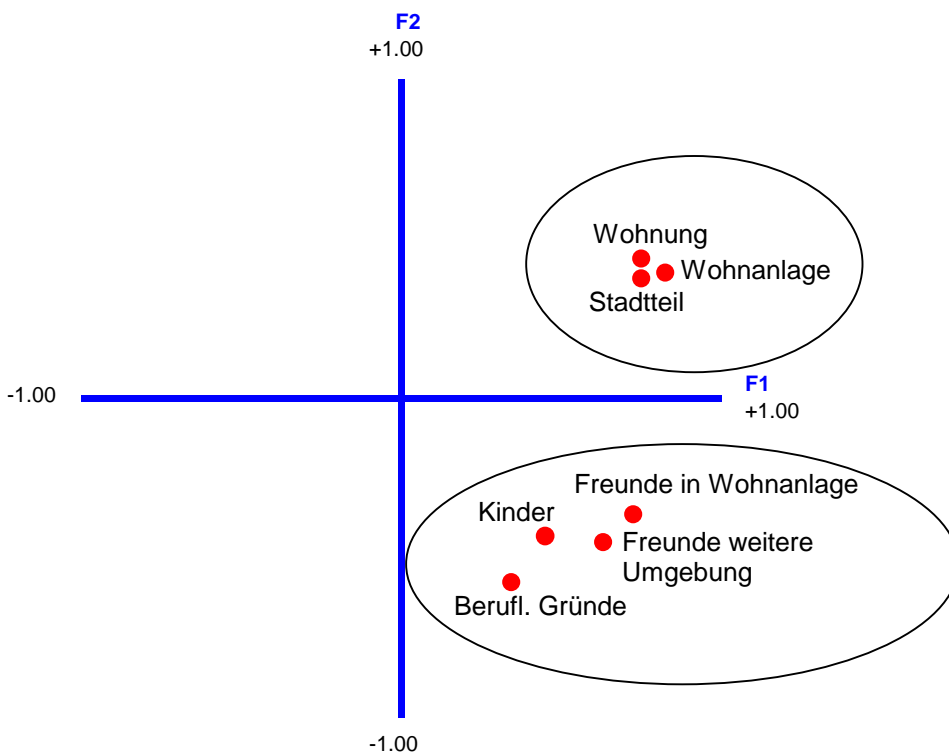 F2
+1.00
Wohnung
Wohnanlage
Stadtteil
-1.00
F1
+1.00
Freunde in Wohnanlage
Kinder
Freunde weitere
Umgebung
Berufl. Gründe
-1.00